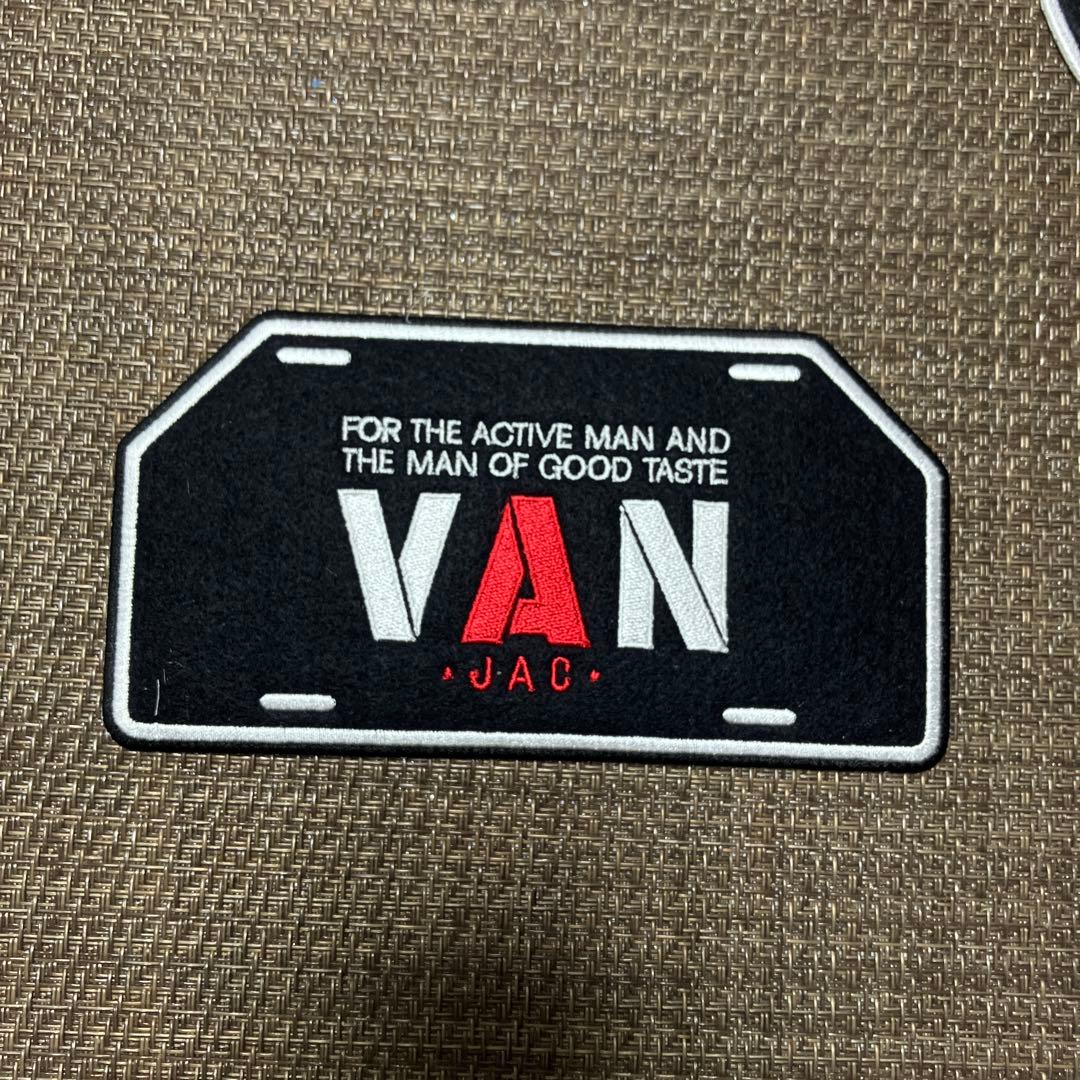 FOR THE ACTIVE MAN AND
THE MAN OF GOOD TASTE
VAN
· JAC ·